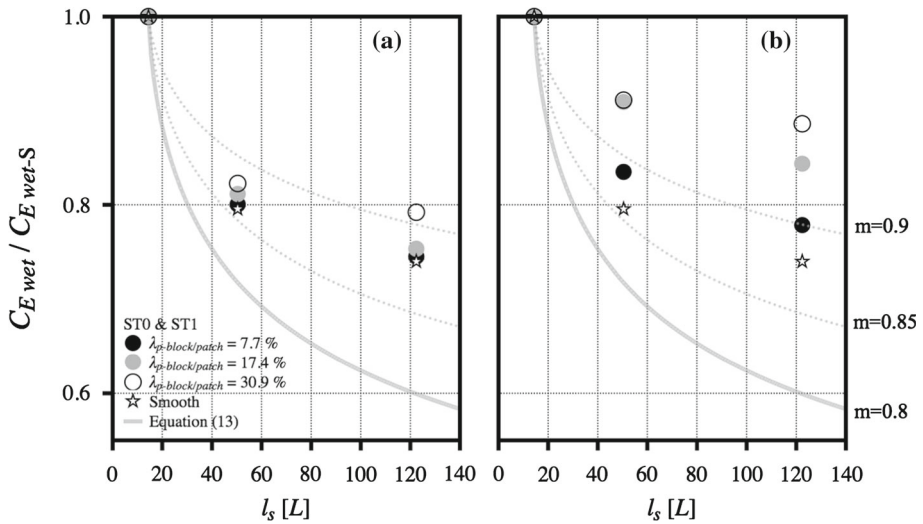 1.0
0.8
0.6
C_E wet / C_E wet-S
(a)
ST0 & ST1
λ_p-block/patch = 7.7 %
λ_p-block/patch = 17.4 %
λ_p-block/patch = 30.9 %
Smooth
Equation (13)
0 20 40 60 80 100 120 140
l_s [L]
(b)
m=0.9
m=0.85
m=0.8
0 20 40 60 80 100 120 140
l_s [L]